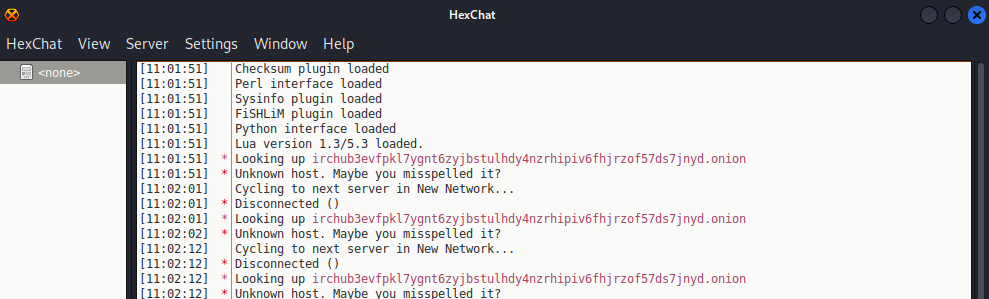 HexChat
HexChat View Server Settings Window Help
<none>
[11:01:51] Checksum plugin loaded
[11:01:51] Perl interface loaded
[11:01:51] Sysinfo plugin loaded
[11:01:51] FiSHLiM plugin loaded
[11:01:51] Python interface loaded
[11:01:51] Lua version 1.3/5.3 loaded.
[11:01:51] * Looking up irchub3evfpkl7ygnt6zyjbstulhdy4nzrhipiv6fhjrzof57ds7jnyd.onion
[11:01:51] * Unknown host. Maybe you misspelled it?
[11:02:01] Cycling to next server in New Network...
[11:02:01] * Disconnected ()
[11:02:01] * Looking up irchub3evfpkl7ygnt6zyjbstulhdy4nzrhipiv6fhjrzof57ds7jnyd.onion
[11:02:02] * Unknown host. Maybe you misspelled it?
[11:02:12] Cycling to next server in New Network...
[11:02:12] * Disconnected ()
[11:02:12] * Looking up irchub3evfpkl7ygnt6zyjbstulhdy4nzrhipiv6fhjrzof57ds7jnyd.onion
[11:02:12] * Unknown host. Maybe you misspelled it?